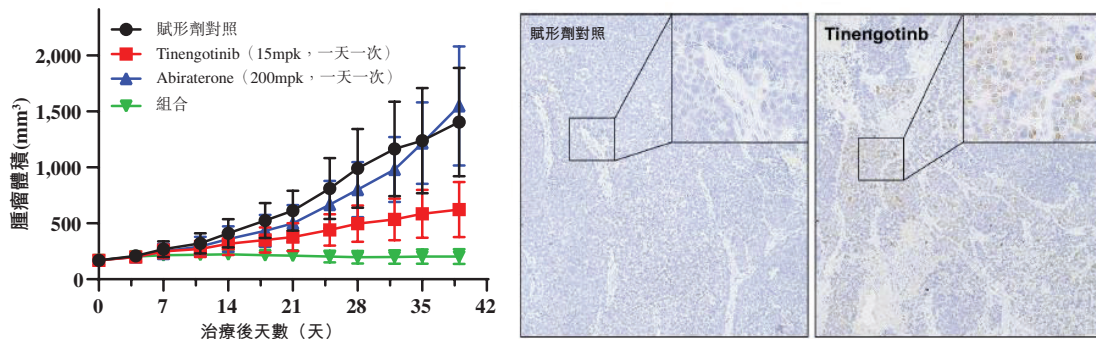 賦形劑對照
Tinengotinib（15mpk，一天一次）
Abiraterone（200mpk，一天一次）
組合
腫瘤體積(mm³)
2,000
1,500
1,000
500
0
0 7 14 21 28 35 42
治療後天數（天）
賦形劑對照
Tinengotinb